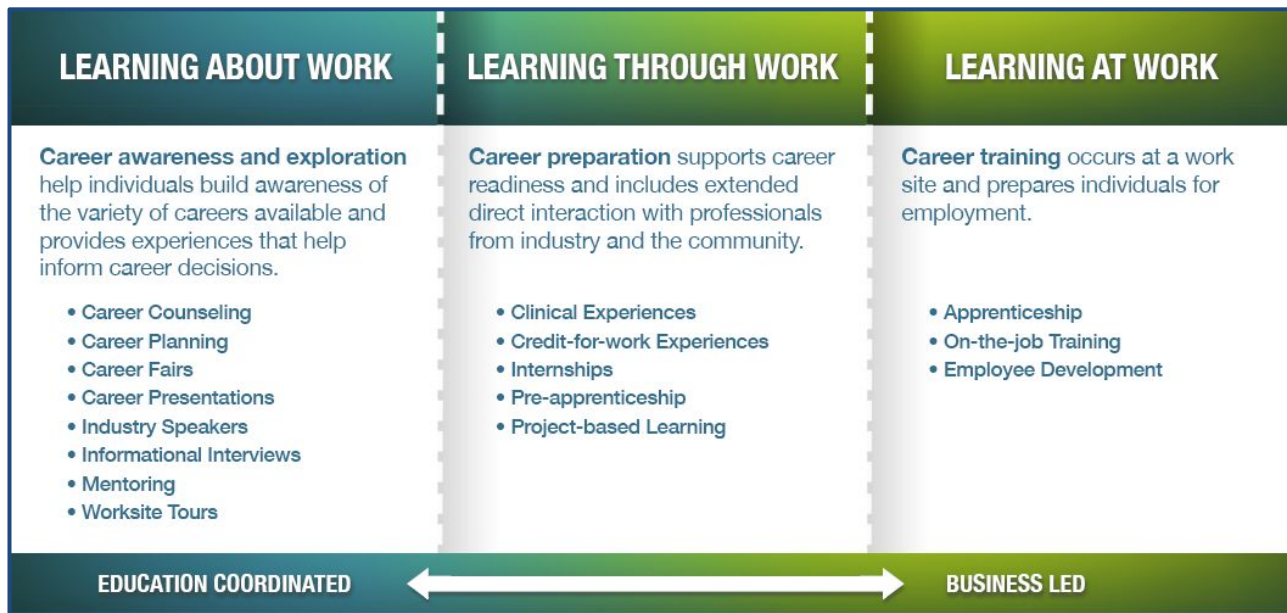 LEARNING ABOUT WORK
Career awareness and exploration
help individuals build awareness of
the variety of careers available and
provides experiences that help
inform career decisions.
• Career Counseling
• Career Planning
• Career Fairs
• Career Presentations
• Industry Speakers
• Informational Interviews
• Mentoring
• Worksite Tours
LEARNING THROUGH WORK
Career preparation supports career
readiness and includes extended
direct interaction with professionals
from industry and the community.
• Clinical Experiences
• Credit-for-work Experiences
• Internships
• Pre-apprenticeship
• Project-based Learning
LEARNING AT WORK
Career training occurs at a work
site and prepares individuals for
employment.
• Apprenticeship
• On-the-job Training
• Employee Development
EDUCATION COORDINATED
BUSINESS LED